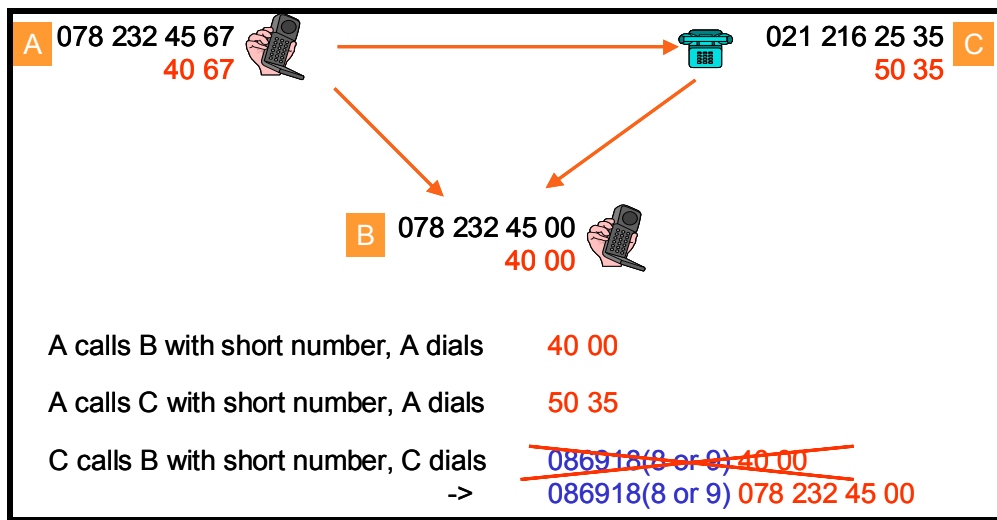 A 078 232 45 67
40 67
021 216 25 35 C
50 35
B 078 232 45 00
40 00
A calls B with short number, A dials 40 00
A calls C with short number, A dials 50 35
C calls B with short number, C dials 086918(8 or 9) 40 00
-> 086918(8 or 9) 078 232 45 00